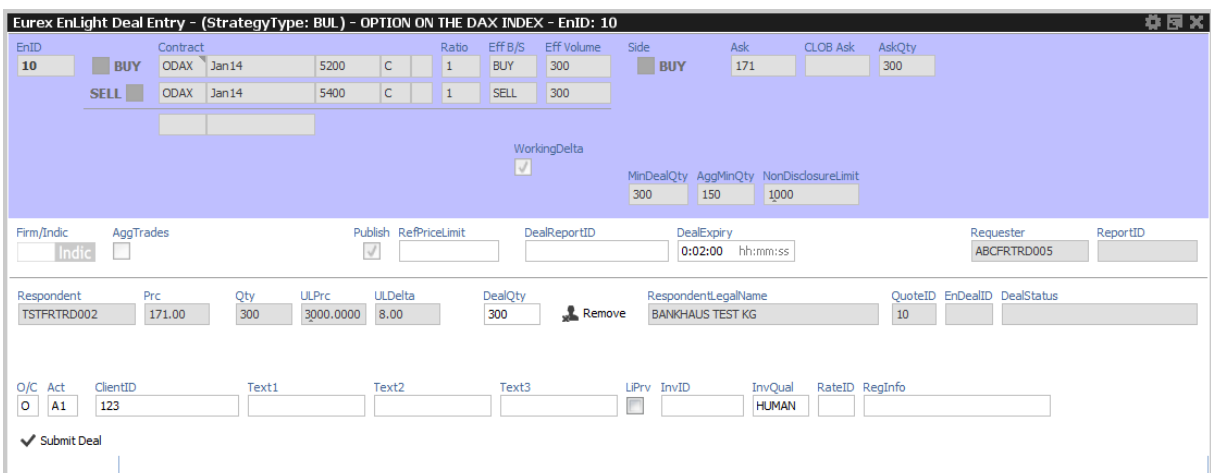 Eurex EnLight Deal Entry - (StrategyType: BUL) - OPTION ON THE DAX INDEX - EnID: 10
EnID Contract Ratio Eff B/S Eff Volume Side Ask CLOB Ask AskQty
10 BUY ODAX Jan14 5200 C 1 BUY 300 BUY 171 300
SELL ODAX Jan14 5400 C 1 SELL 300
WorkingDelta
MinDealQty AggMinQty NonDisclosureLimit
300 150 1000
Firm/Indic AggTrades Publish RefPriceLimit DealReportID DealExpiry Requester ReportID
Indic 0:02:00 hh:mm:ss ABCFRTRD005
Respondent Prc Qty ULPrc ULDelta DealQty RespondentLegalName QuoteID EnDealID DealStatus
TSTFRTRD002 171.00 300 3000.0000 8.00 300 Remove BANKHAUS TEST KG 10
O/C Act ClientID Text1 Text2 Text3 LiPrv InvID InvQual RateID RegInfo
O A1 123 HUMAN
Submit Deal